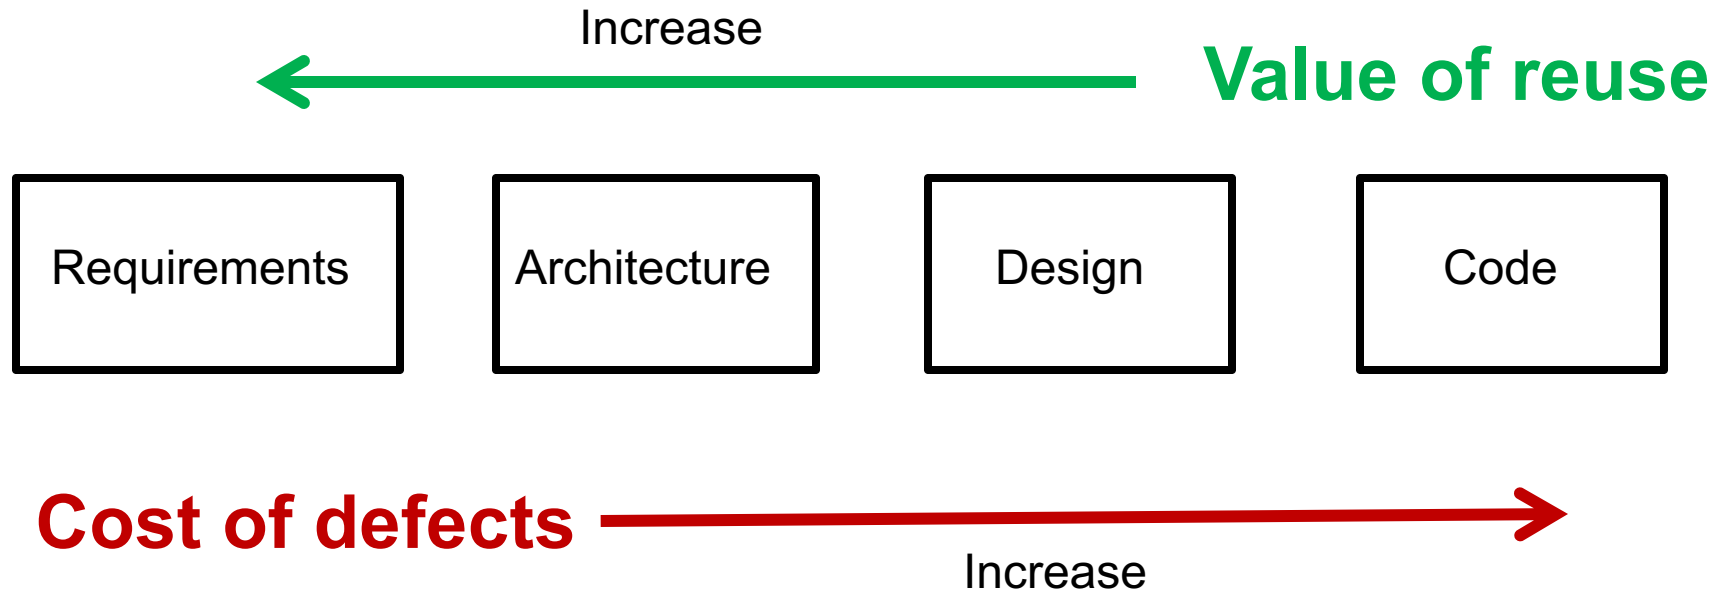 Increase
Value of reuse
Requirements
Architecture
Design
Code
Cost of defects
Increase